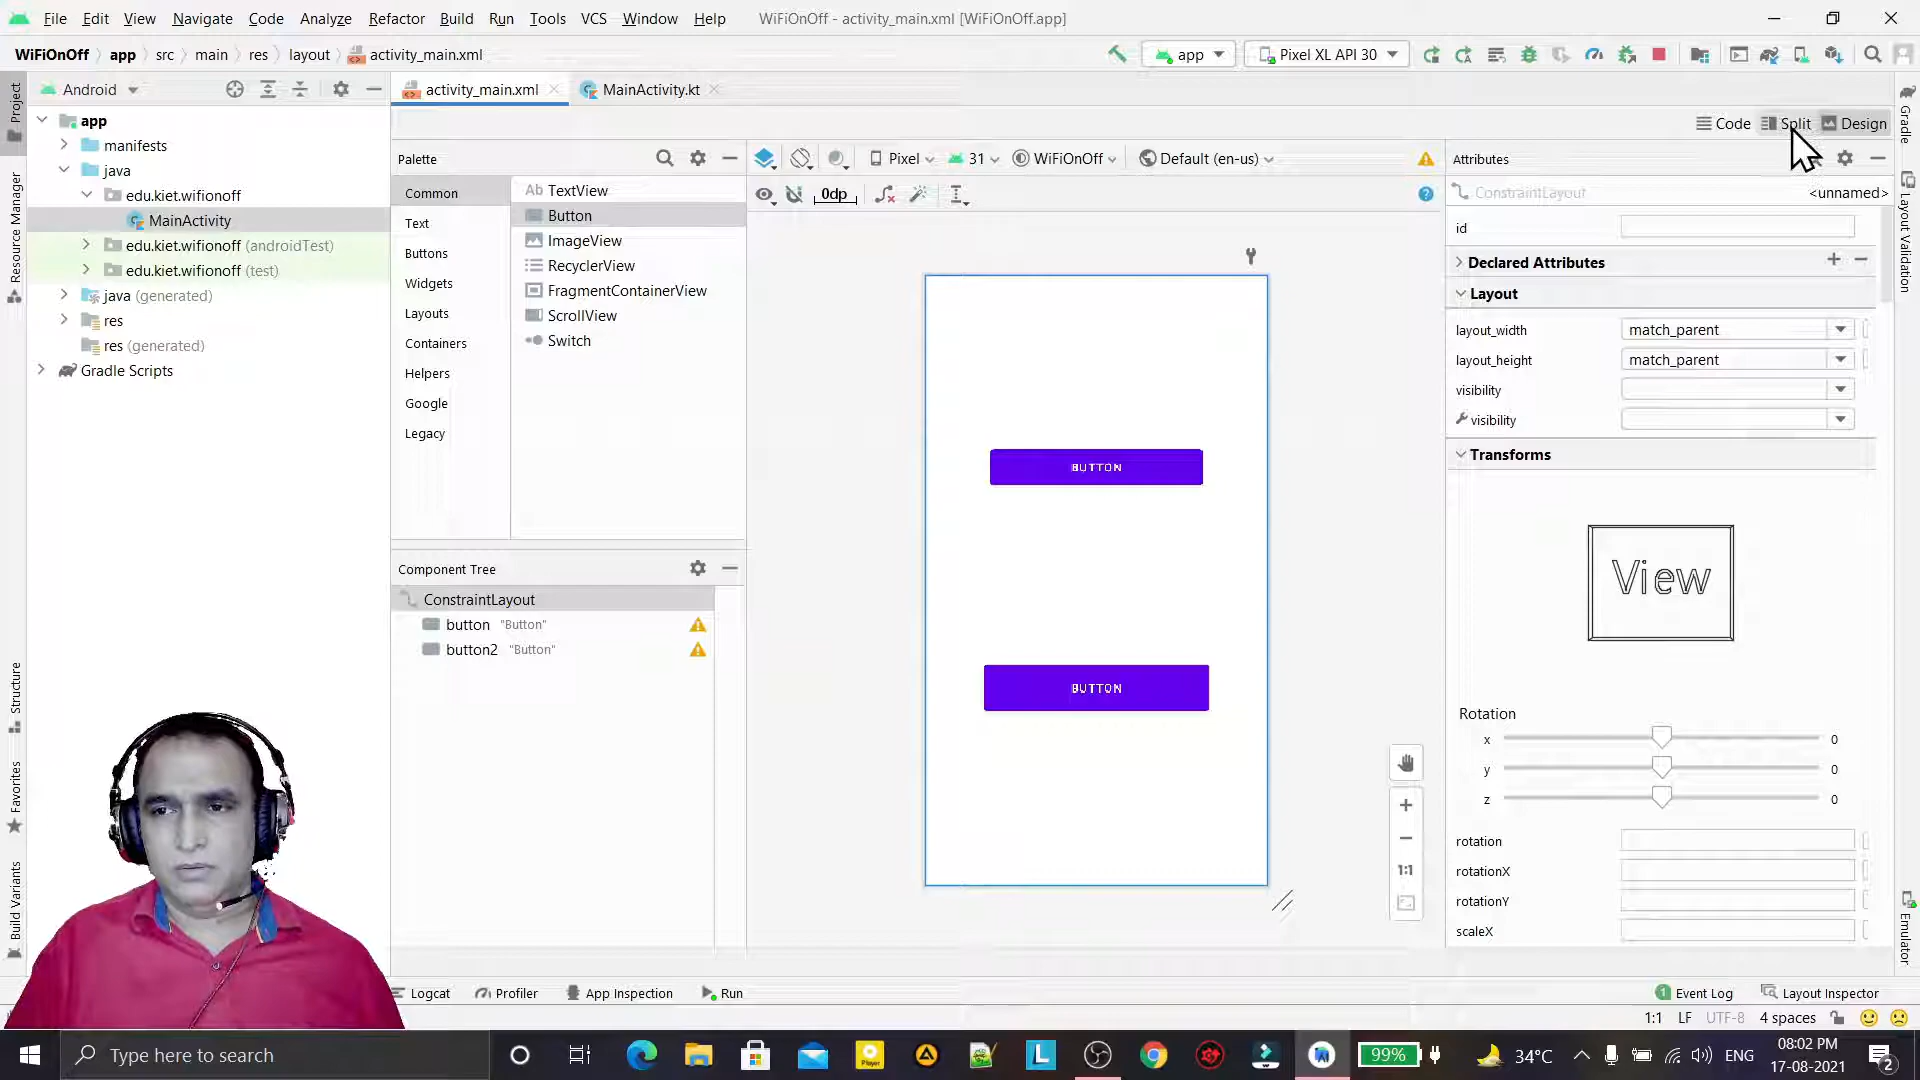 File Edit View Navigate Code Analyze Refactor Build Run Tools VCS Window Help WiFiOnOff - activity_main.xml [WiFiOnOff.app]
WiFiOnOff app src main res layout activity_main.xml app Pixel XL API 30
Project
Resource Manager
Structure
Favorites
Build Variants
Android
app
manifests
java
edu.kiet.wifionoff
MainActivity
edu.kiet.wifionoff (androidTest)
edu.kiet.wifionoff (test)
java (generated)
res
res (generated)
Gradle Scripts
activity_main.xml MainActivity.kt
Code Split Design
Palette
Common
Text
Buttons
Widgets
Layouts
Containers
Helpers
Google
Legacy
Ab TextView
Button
ImageView
RecyclerView
FragmentContainerView
ScrollView
Switch
Component Tree
ConstraintLayout
button "Button"
button2 "Button"
Pixel 31 WiFiOnOff Default (en-us)
0dp
BUTTON
BUTTON
1:1
Attributes
ConstraintLayout <unnamed>
id
Declared Attributes
Layout
layout_width match_parent
layout_height match_parent
visibility
visibility
Transforms
View
Rotation
x 0
y 0
z 0
rotation
rotationX
rotationY
scaleX
Gradle
Layout Validation
Emulator
Logcat Profiler App Inspection Run 1 Event Log Layout Inspector
1:1 LF UTF-8 4 spaces
Type here to search
Player
L
99%
34°C
ENG
08:02 PM
17-08-2021
2